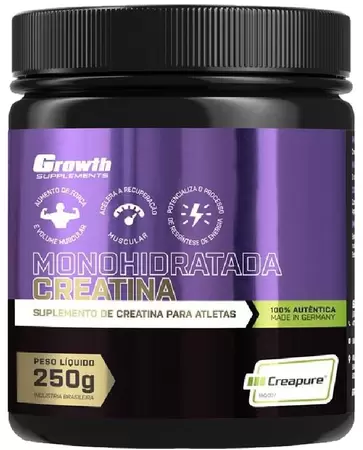 Growth
SUPPLEMENTS
AUMENTO DE FORÇA
E VOLUME MUSCULAR
ACELERA A RECUPERAÇÃO
MUSCULAR
POTENCIALIZA O PROCESSO
DE RESSÍNTESE DE ENERGIA
MONOHIDRATADA
CREATINA
SUPLEMENTO DE CREATINA PARA ATLETAS
100% AUTÊNTICA
MADE IN GERMANY
PESO LÍQUIDO
250g
INDÚSTRIA BRASILEIRA
Creapure®